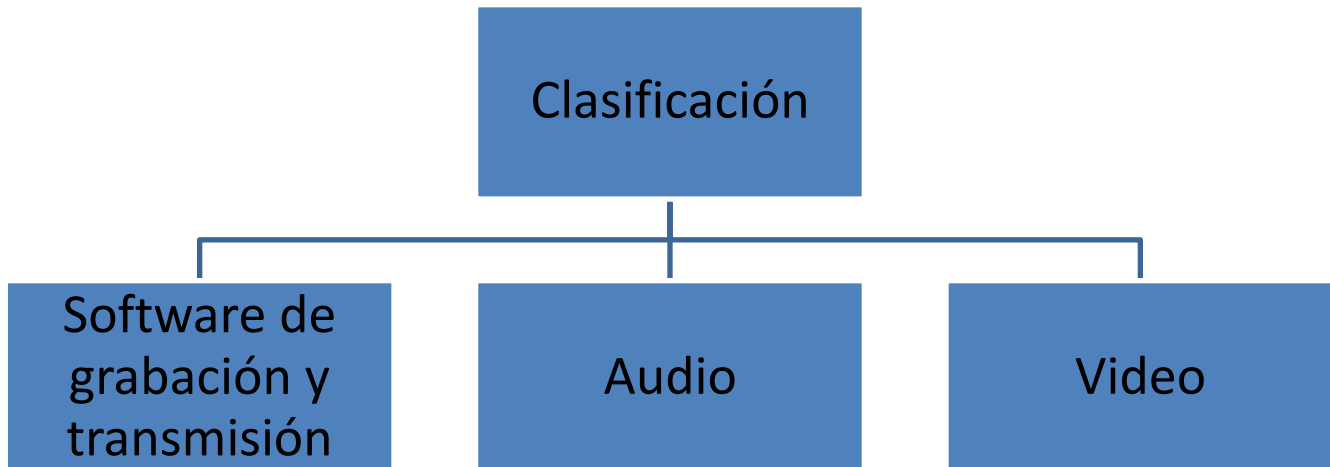 Clasificación
Software de
grabación y
transmisión
Audio
Video